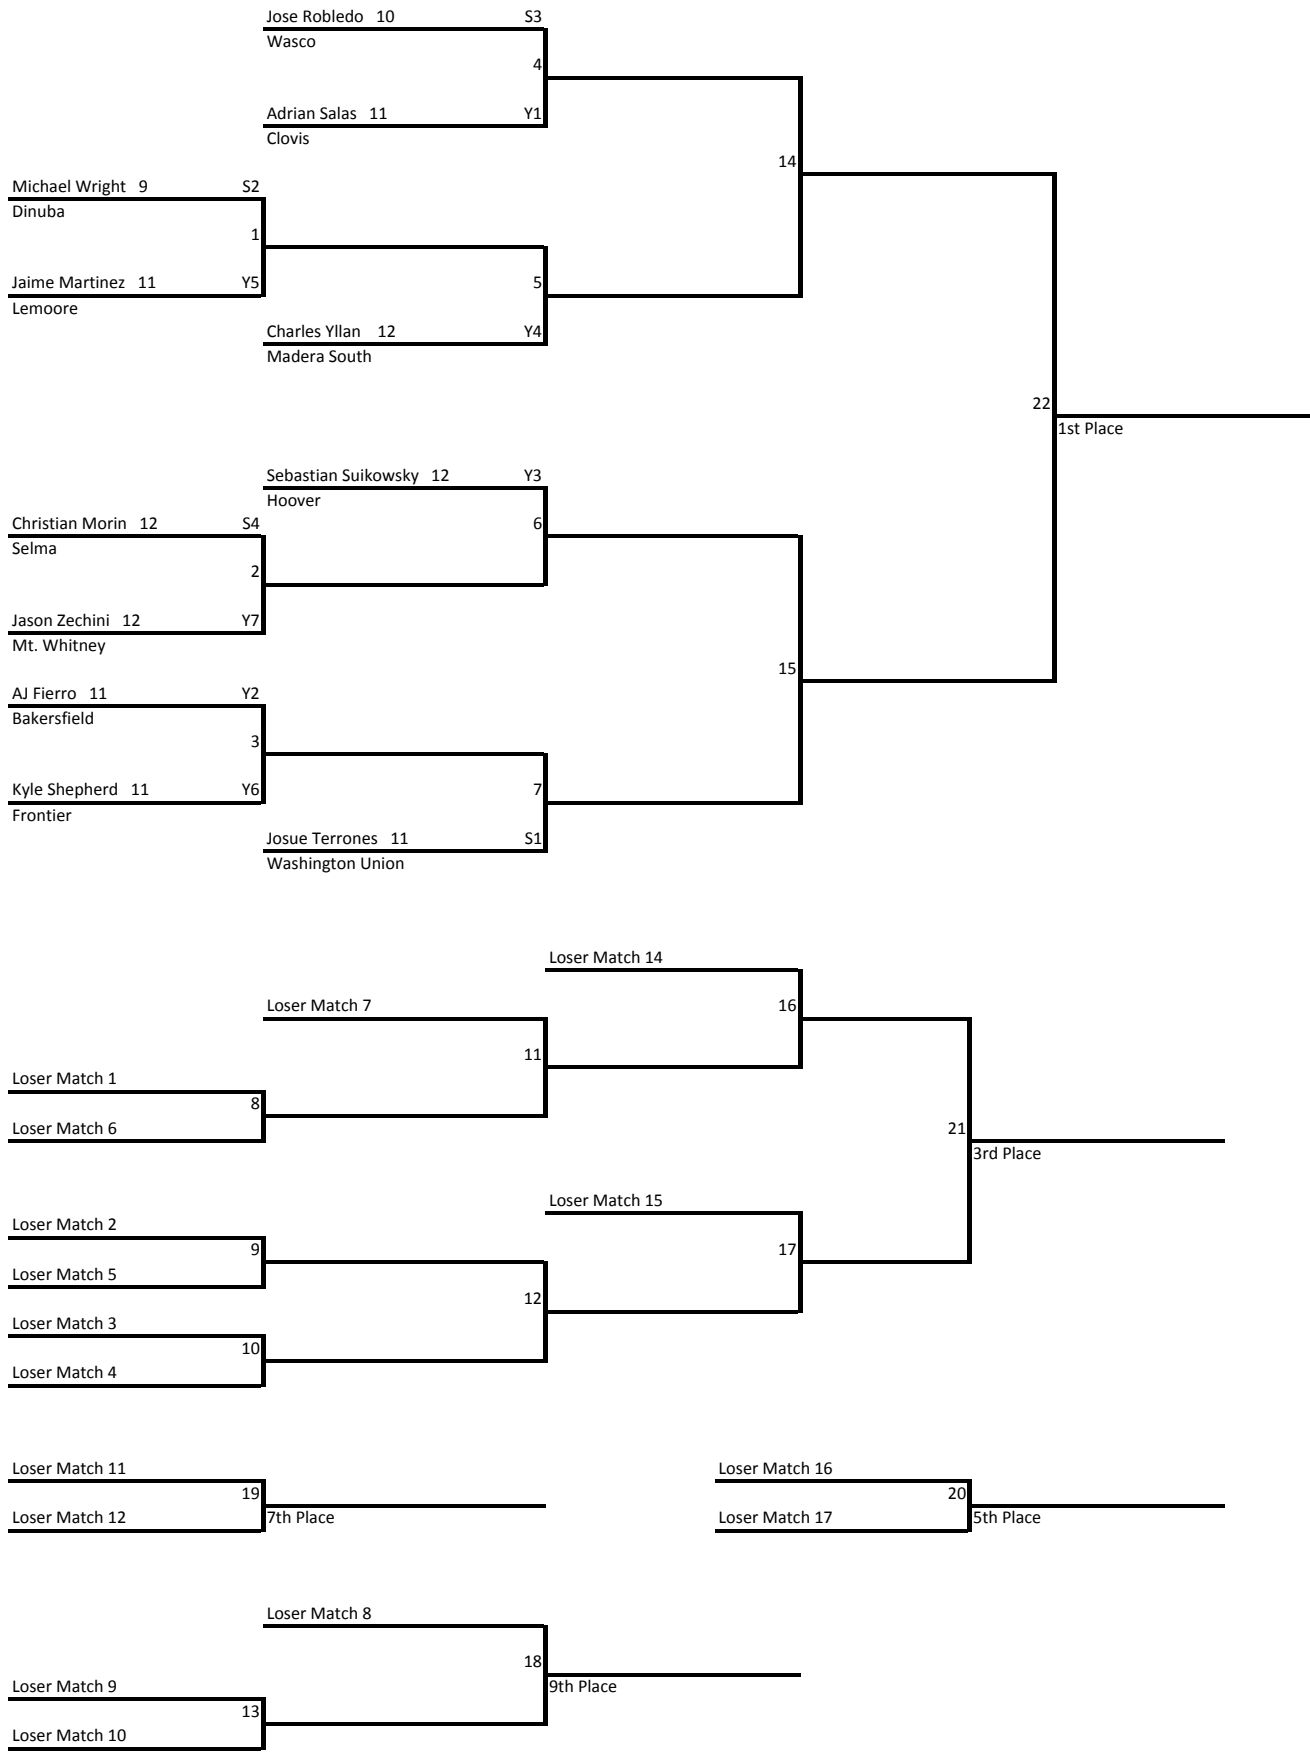 Jose Robledo 10 S3
Wasco
4
Adrian Salas 11 Y1
Clovis
14
Michael Wright 9 S2
Dinuba
1
Jaime Martinez 11 Y5
5
Lemoore
Charles Yllan 12 Y4
Madera South
22
1st Place
Sebastian Suikowsky 12 Y3
Hoover
Christian Morin 12 S4
6
Selma
2
Jason Zechini 12 Y7
Mt. Whitney
15
AJ Fierro 11 Y2
Bakersfield
3
Kyle Shepherd 11 Y6
7
Frontier
Josue Terrones 11 S1
Washington Union
Loser Match 14
Loser Match 7
16
11
Loser Match 1
8
Loser Match 6
21
3rd Place
Loser Match 15
Loser Match 2
9
17
Loser Match 5
12
Loser Match 3
10
Loser Match 4
Loser Match 11
Loser Match 16
19
20
Loser Match 12
7th Place
Loser Match 17
5th Place
Loser Match 8
18
Loser Match 9
9th Place
13
Loser Match 10